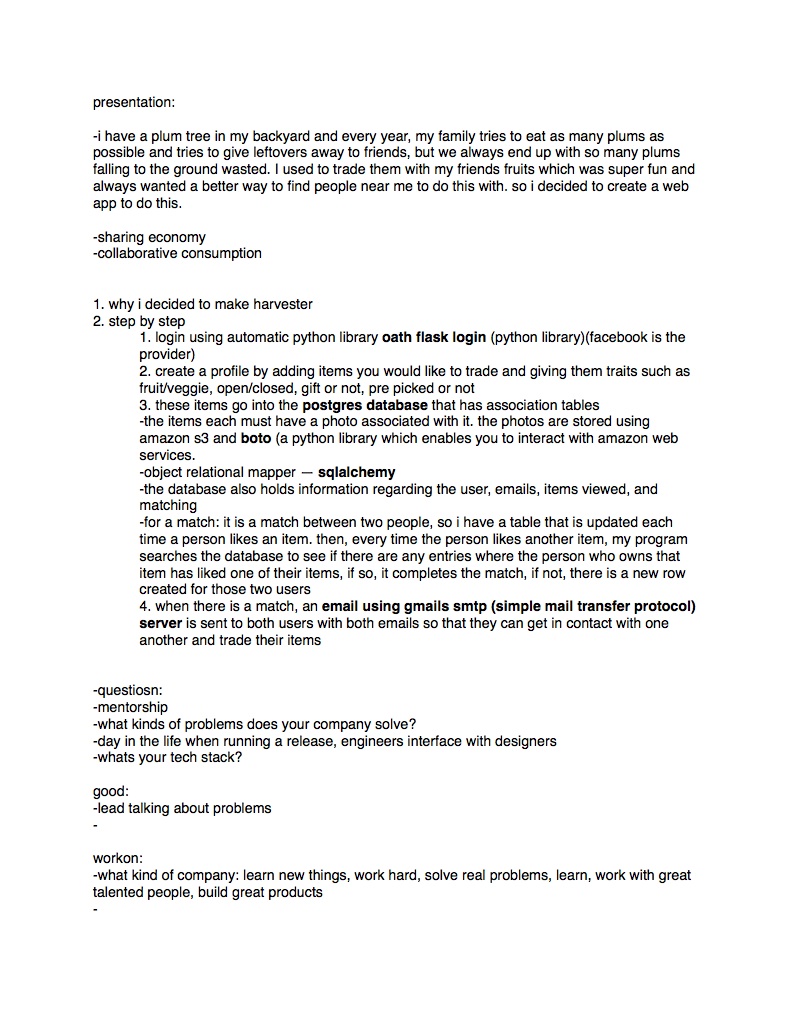 presentation:
-i have a plum tree in my backyard and every year, my family tries to eat as many plums as
possible and tries to give leftovers away to friends, but we always end up with so many plums
falling to the ground wasted. I used to trade them with my friends fruits which was super fun and
always wanted a better way to find people near me to do this with. so i decided to create a web
app to do this.
-sharing economy
-collaborative consumption
1. why i decided to make harvester
2. step by step
1. login using automatic python library oath flask login (python library)(facebook is the
provider)
2. create a profile by adding items you would like to trade and giving them traits such as
fruit/veggie, open/closed, gift or not, pre picked or not
3. these items go into the postgres database that has association tables
-the items each must have a photo associated with it. the photos are stored using
amazon s3 and boto (a python library which enables you to interact with amazon web
services.
-object relational mapper — sqlalchemy
-the database also holds information regarding the user, emails, items viewed, and
matching
-for a match: it is a match between two people, so i have a table that is updated each
time a person likes an item. then, every time the person likes another item, my program
searches the database to see if there are any entries where the person who owns that
item has liked one of their items, if so, it completes the match, if not, there is a new row
created for those two users
4. when there is a match, an email using gmails smtp (simple mail transfer protocol)
server is sent to both users with both emails so that they can get in contact with one
another and trade their items
-questiosn:
-mentorship
-what kinds of problems does your company solve?
-day in the life when running a release, engineers interface with designers
-whats your tech stack?
good:
-lead talking about problems
-
workon:
-what kind of company: learn new things, work hard, solve real problems, learn, work with great
talented people, build great products
-